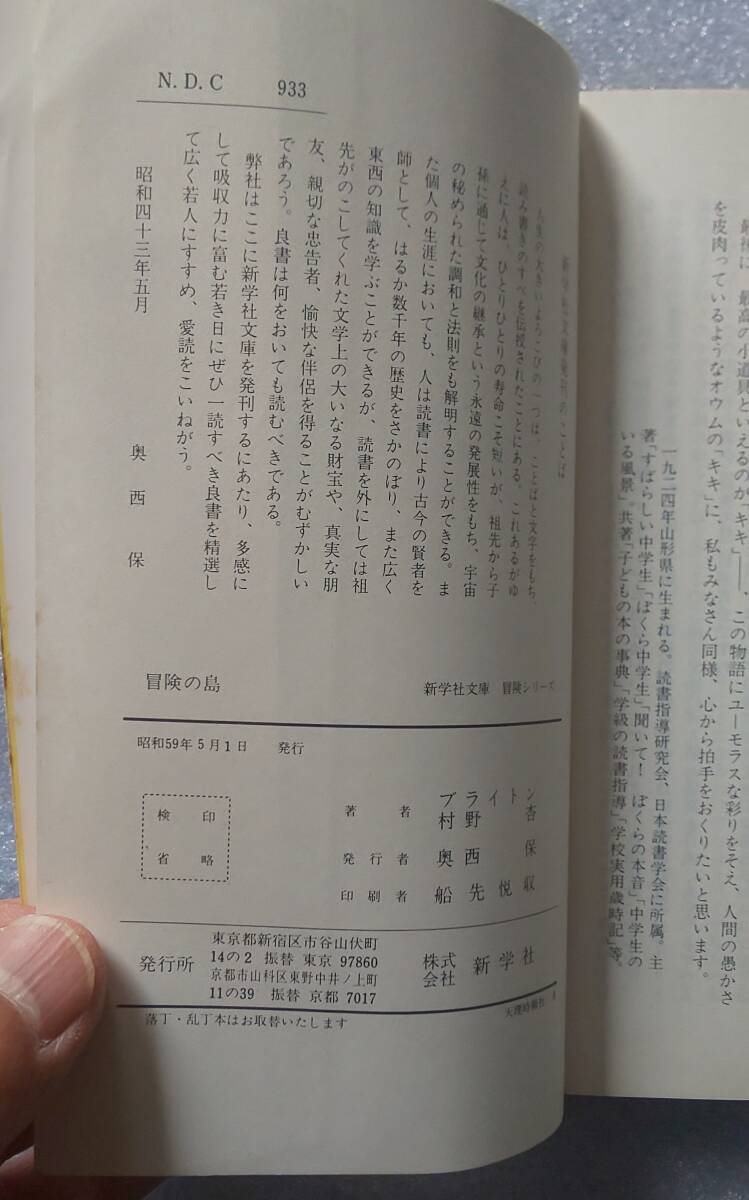 最後に、最高の小道具といえるのが「キキ」――、この物語にユーモラスな彩りをそえ、人間の愚かさ
を皮肉っているようなオウムの「キキ」に、私もみなさん同様、心から拍手をおくりたいと思います。
一九二四年山形県に生まれる。読書指導研究会、日本読書学会に所属。主
著「すばらしい中学生」「ぼくら中学生」「聞いて！　ぼくらの本音」「中学生の
いる風景」共著「子どもの本の事典」「学級の読書指導」「学校実用歳時記」等。
N.D.C 933
新学社文庫発刊のことば
人生の大きいよろこびの一つは、ことばと文字をもち、
読み書きのすべを伝授されたことにある。これあるがゆ
えに人は、ひとりひとりの寿命こそ短いが、祖先から子
孫に通じて文化の継承という永遠の発展性をもち、宇宙
の秘められた調和と法則をも解明することができる。ま
た個人の生涯においても、人は読書により古今の賢者を
師として、はるか数千年の歴史をさかのぼり、また広く
東西の知識を学ぶことができるが、読書を外にしては祖
先がのこしてくれた文学上の大いなる財宝や、真実な朋
友、親切な忠告者、愉快な伴侶を得ることがむずかしい
であろう。良書は何をおいても読むべきである。
弊社はここに新学社文庫を発刊するにあたり、多感に
して吸収力に富む若き日にぜひ一読すべき良書を精選し
て広く若人にすすめ、愛読をこいねがう。
昭和四十三年五月
奥西保
冒険の島
新学社文庫　冒険シリーズ
昭和59年5月1日　発行
検印
省略
著者　ブライトン
村野杏
発行者　奥西保
印刷者　船先悦収
発行所
東京都新宿区市谷山伏町
14の2　振替 東京 97860
京都市山科区東野中井ノ上町
11の39　振替 京都 7017
株式
会社
新学社
落丁・乱丁本はお取替いたします
天理時報社